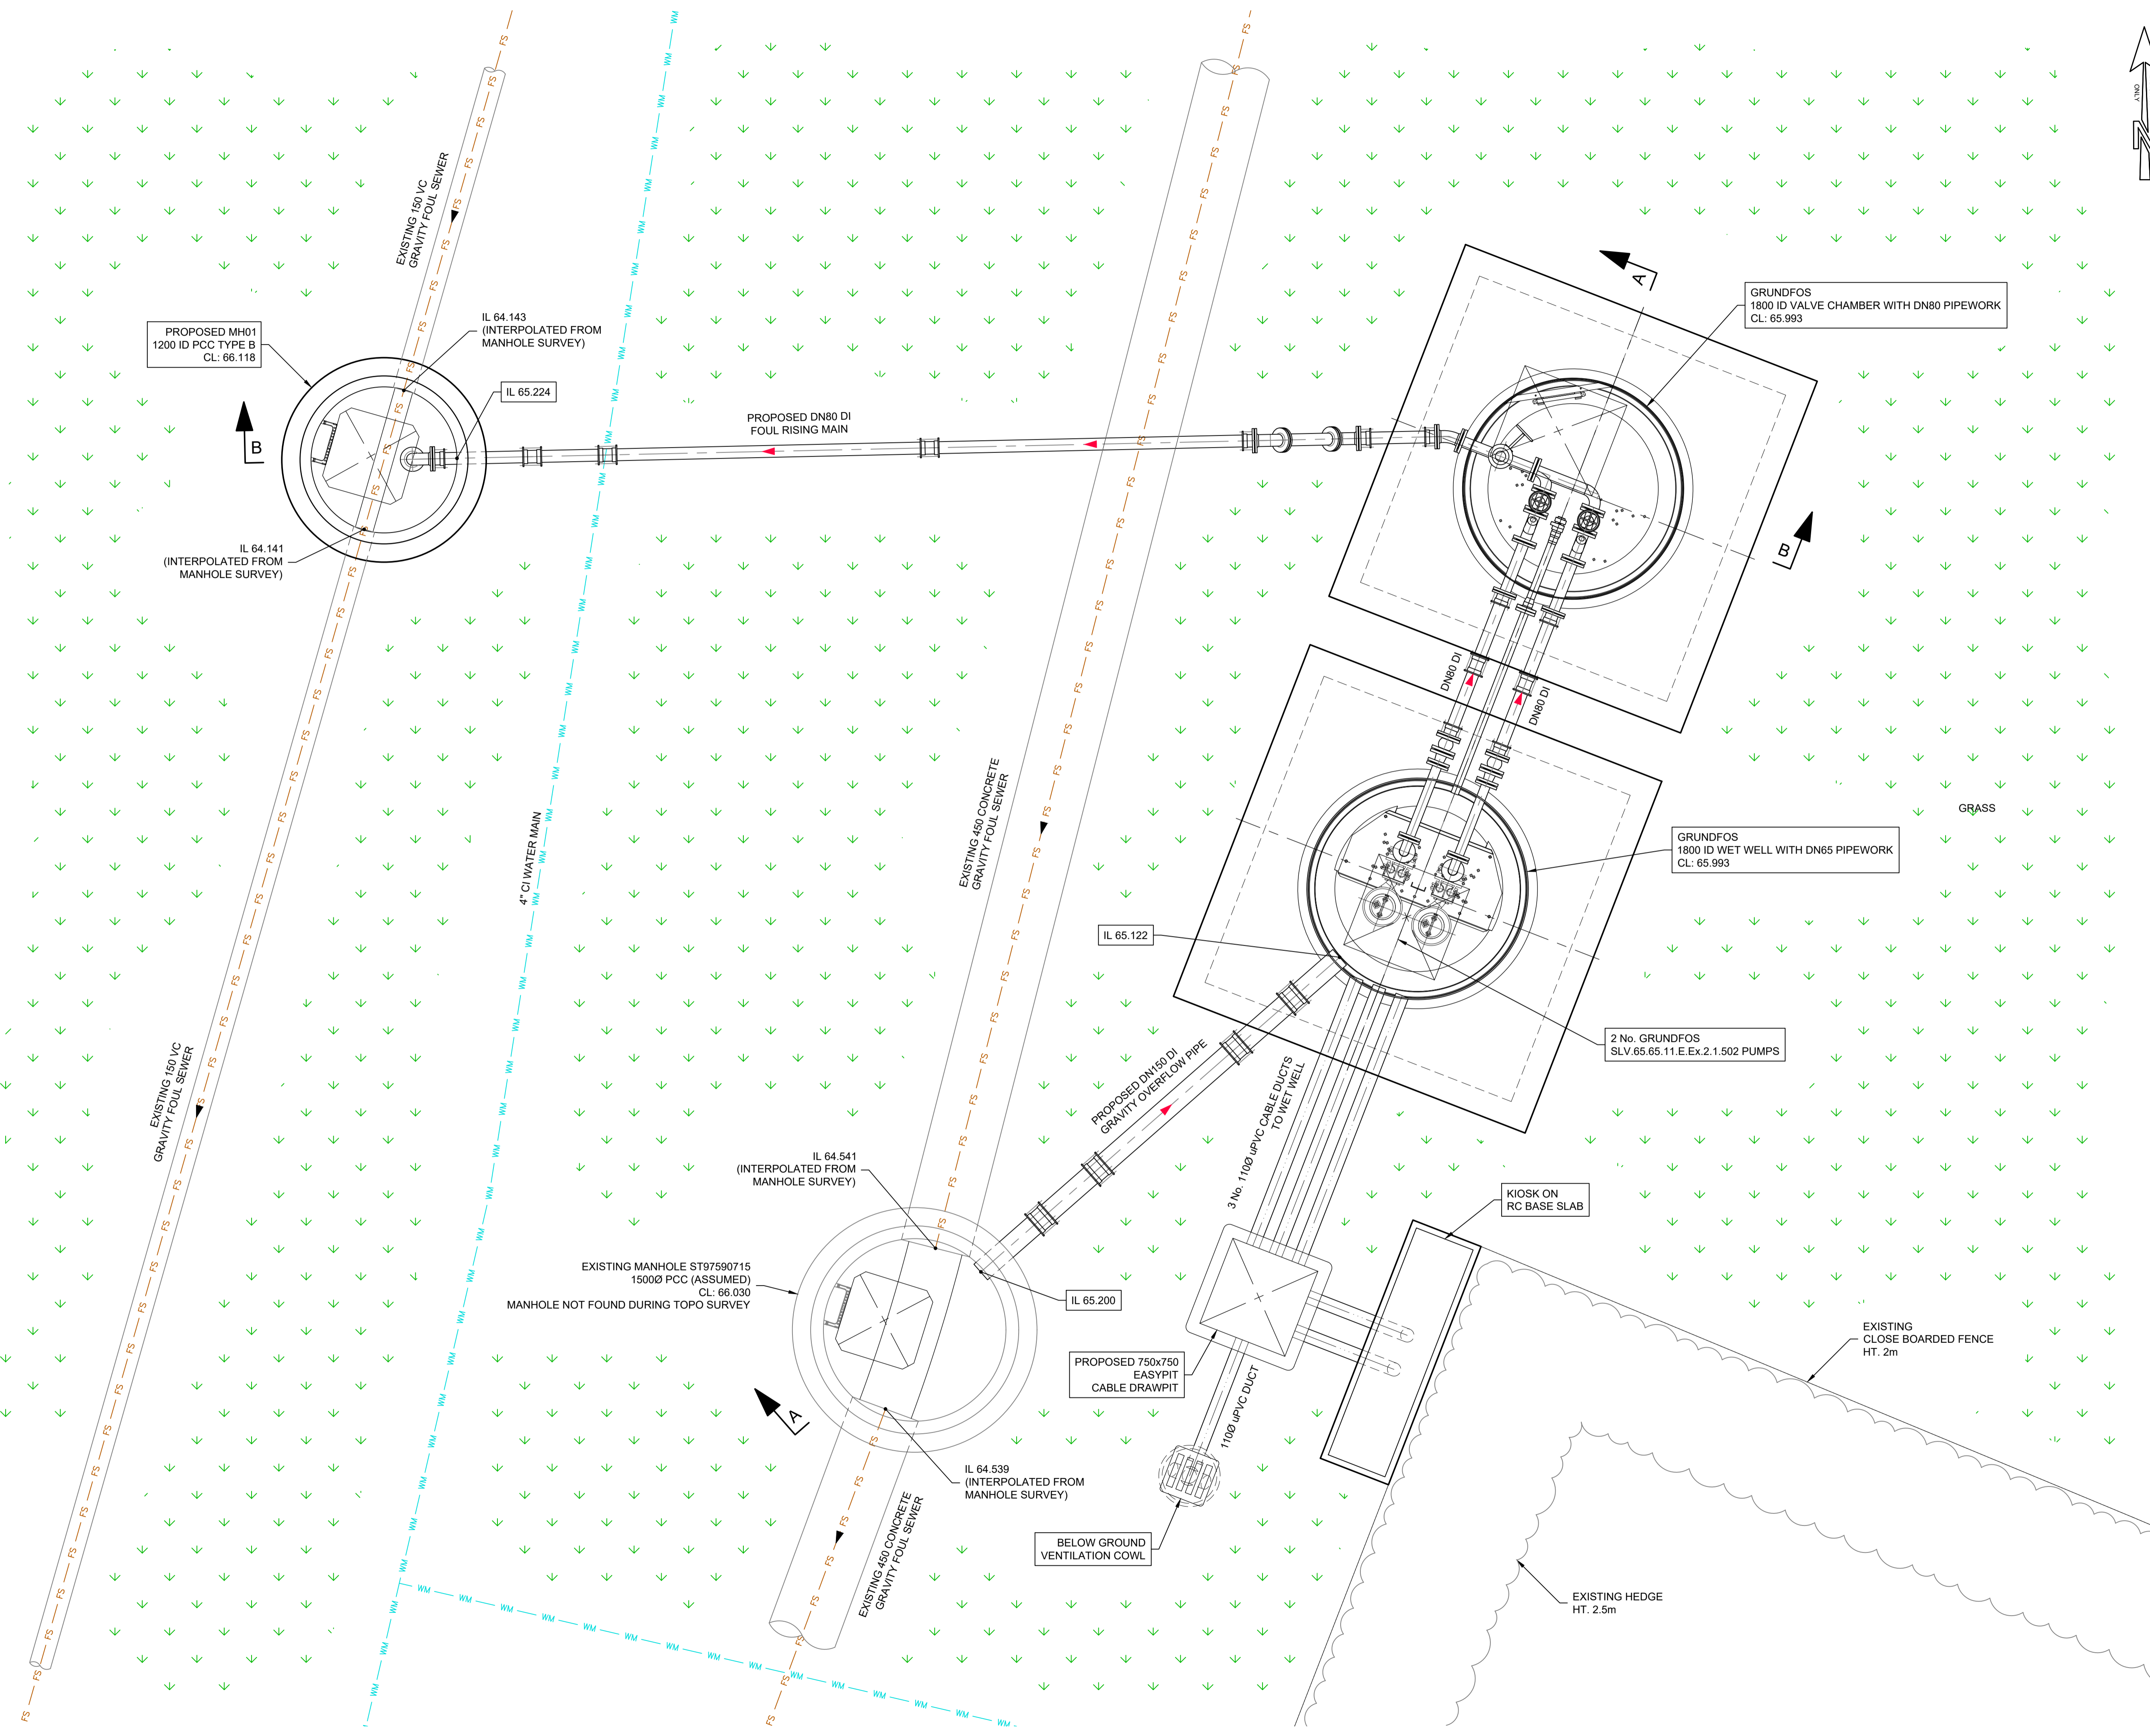 ONLY
EXISTING 150 VC
GRAVITY FOUL SEWER
GRUNDFOS
1800 ID VALVE CHAMBER WITH DN80 PIPEWORK
CL: 65.993
A
IL 64.143
(INTERPOLATED FROM
MANHOLE SURVEY)
PROPOSED MH01
1200 ID PCC TYPE B
CL: 66.118
IL 65.224
PROPOSED DN80 DI
FOUL RISING MAIN
B
B
IL 64.141
(INTERPOLATED FROM
MANHOLE SURVEY)
DN80 DI
DN80 DI
EXISTING 450 CONCRETE
GRAVITY FOUL SEWER
4" CI WATER MAIN
GRASS
GRUNDFOS
1800 ID WET WELL WITH DN65 PIPEWORK
CL: 65.993
IL 65.122
2 No. GRUNDFOS
SLV.65.65.11.E.Ex.2.1.502 PUMPS
EXISTING 150 VC
GRAVITY FOUL SEWER
PROPOSED DN150 DI
GRAVITY OVERFLOW PIPE
3 No. 110Ø uPVC CABLE DUCTS
TO WET WELL
IL 64.541
(INTERPOLATED FROM
MANHOLE SURVEY)
KIOSK ON
RC BASE SLAB
EXISTING MANHOLE ST97590715
1500Ø PCC (ASSUMED)
CL: 66.030
MANHOLE NOT FOUND DURING TOPO SURVEY
IL 65.200
EXISTING
CLOSE BOARDED FENCE
HT. 2m
PROPOSED 750x750
EASYPIT
CABLE DRAWPIT
110Ø uPVC DUCT
A
IL 64.539
(INTERPOLATED FROM
MANHOLE SURVEY)
EXISTING 450 CONCRETE
GRAVITY FOUL SEWER
BELOW GROUND
VENTILATION COWL
EXISTING HEDGE
HT. 2.5m
FS
WM